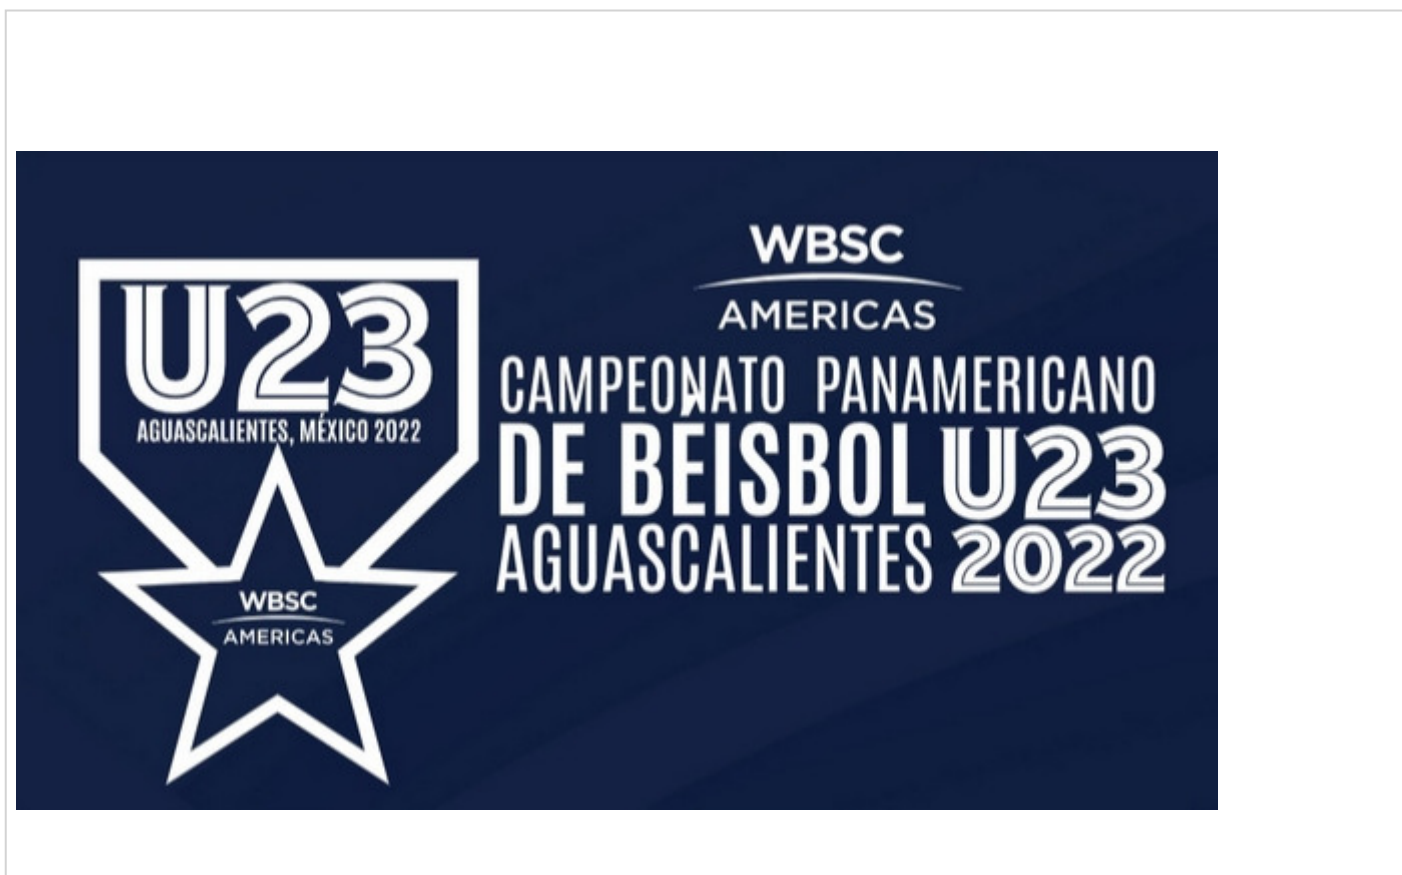 U23
AGUASCALIENTES, MÉXICO 2022
WBSC
AMERICAS
WBSC
AMERICAS
CAMPEONATO PANAMERICANO
DE BÉISBOL U23
AGUASCALIENTES 2022